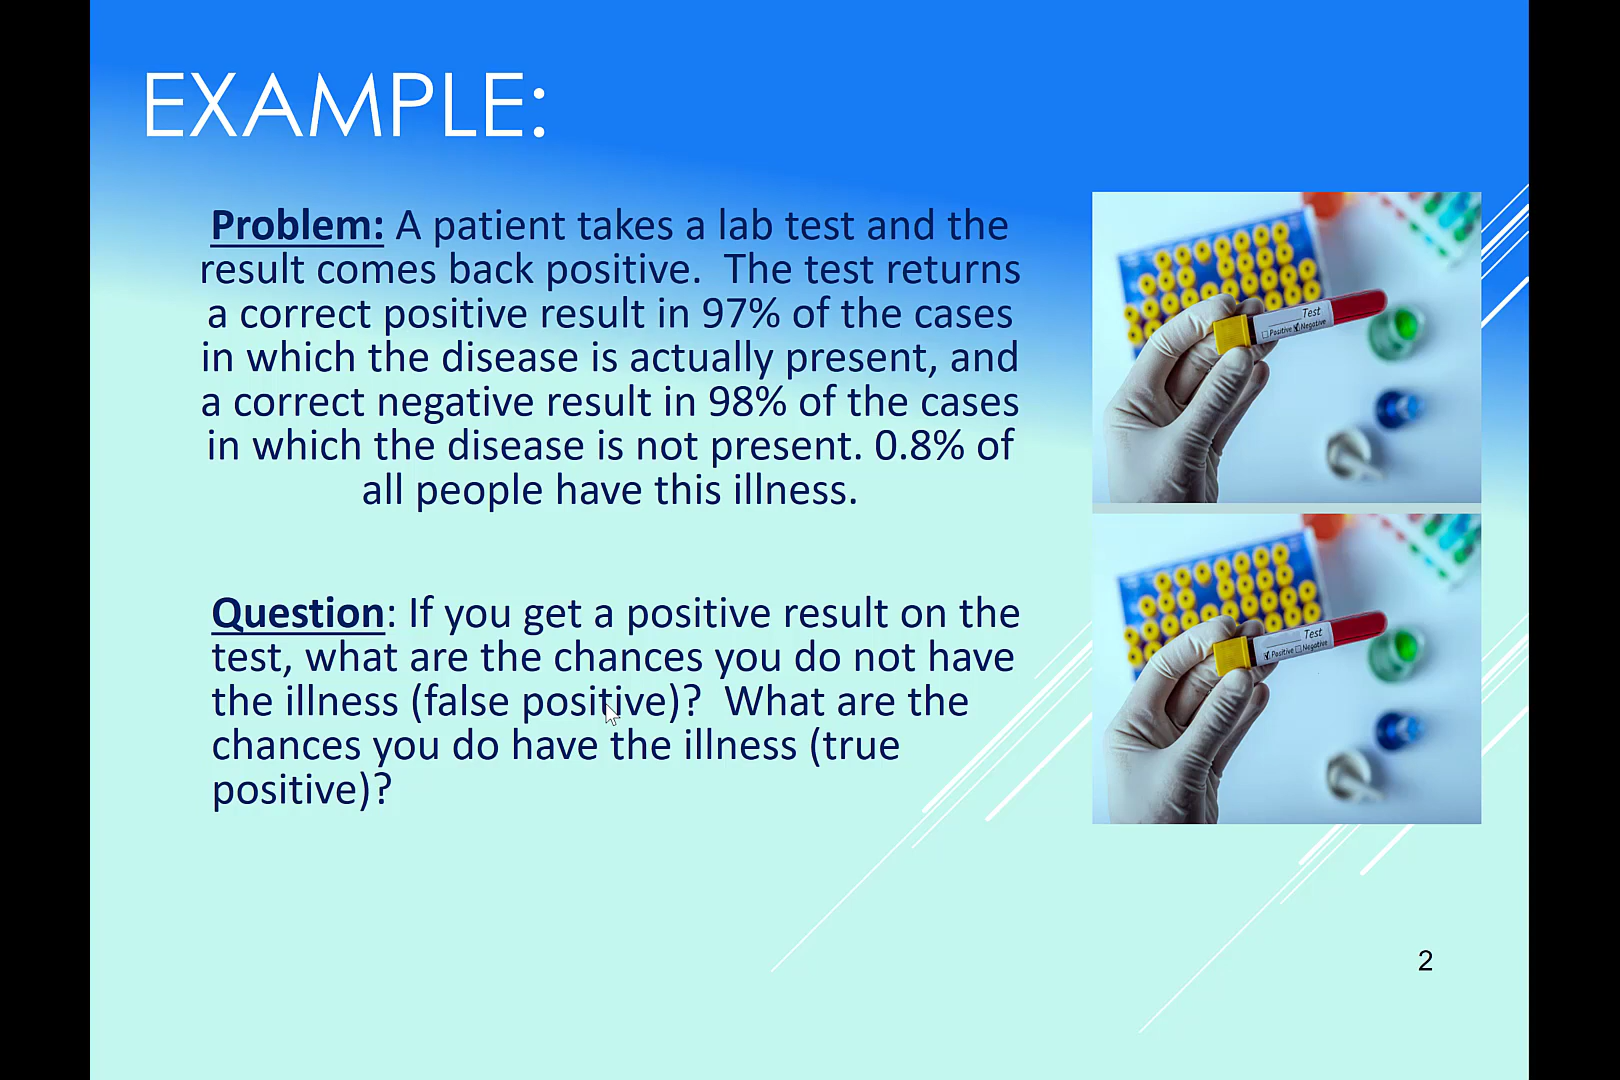 EXAMPLE:
Problem: A patient takes a lab test and the
result comes back positive.  The test returns
a correct positive result in 97% of the cases
in which the disease is actually present, and
a correct negative result in 98% of the cases
in which the disease is not present. 0.8% of
all people have this illness.
Question: If you get a positive result on the
test, what are the chances you do not have
the illness (false positive)?  What are the
chances you do have the illness (true
positive)?
Test
Positive Negative
Test
Positive Negative
2